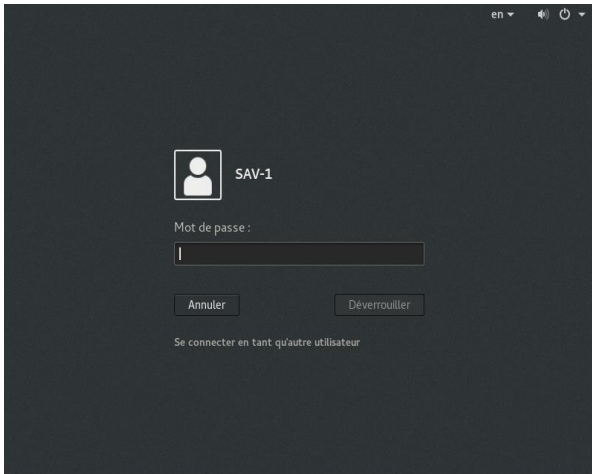 en
SAV-1
Mot de passe :
Annuler
Déverrouiller
Se connecter en tant qu'autre utilisateur